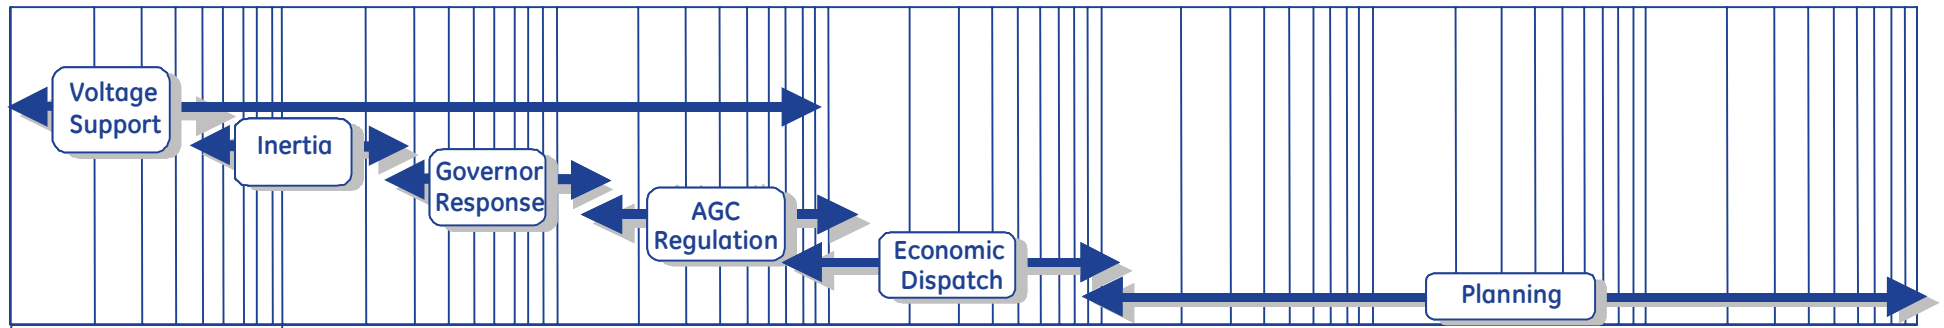 Voltage
Support
Inertia
Governor
Response
AGC
Regulation
Economic
Dispatch
Planning